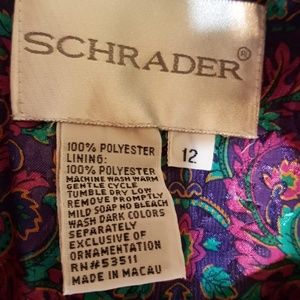 SCHRADER®
100% POLYESTER
LINING:
100% POLYESTER
MACHINE WASH WARM
GENTLE CYCLE
TUMBLE DRY LOW
REMOVE PROMPTLY
MILD SOAP NO BLEACH
WASH DARK COLORS
SEPARATELY
EXCLUSIVE OF
ORNAMENTATION
RN#53511
MADE IN MACAU
12